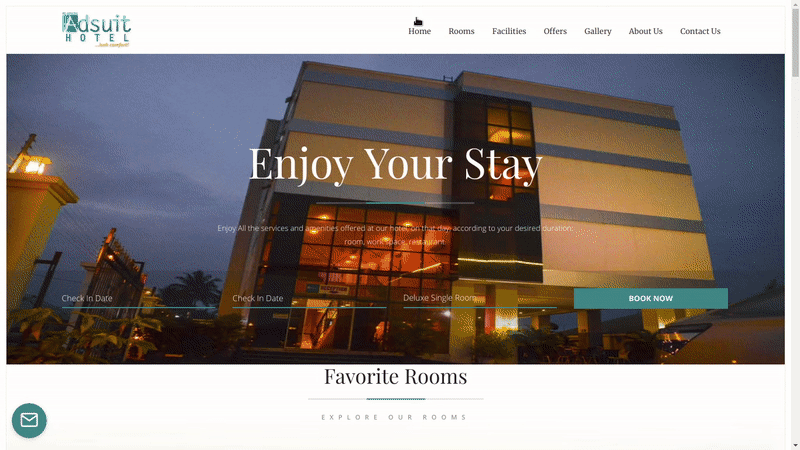 Adsuit
HOTEL
...lush comfort!
Home Rooms Facilities Offers Gallery About Us Contact Us
Enjoy Your Stay
Enjoy All the services and amenities offered at our hotel, on that day, according to your desired duration:
room, work space, restaurant
Check In Date Check In Date Deluxe Single Room BOOK NOW
Favorite Rooms
EXPLORE OUR ROOMS